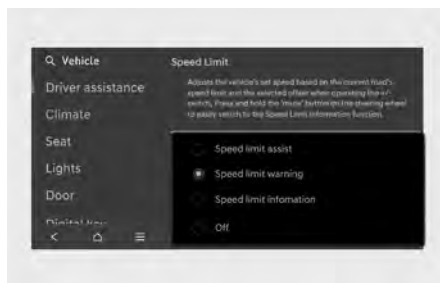 Vehicle
Driver assistance
Climate
Seat
Lights
Door
Digital key
Speed Limit
Adjusts the vehicle's set speed based on the current road's
speed limit and the selected offset when operating the +/-
switch. Press and hold the 'mode' button on the steering wheel
to easily switch to the Speed Limit Information function.
Speed limit assist
Speed limit warning
Speed limit infomation
Off